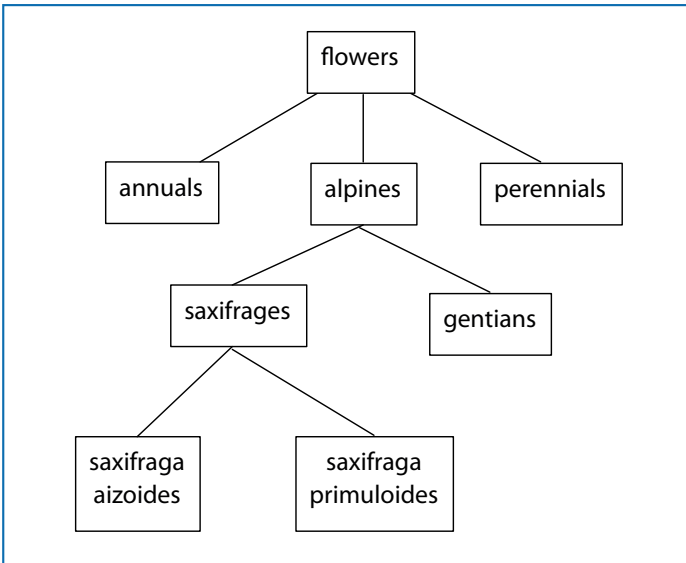 flowers
annuals
alpines
perennials
saxifrages
gentians
saxifraga
aizoides
saxifraga
primuloides